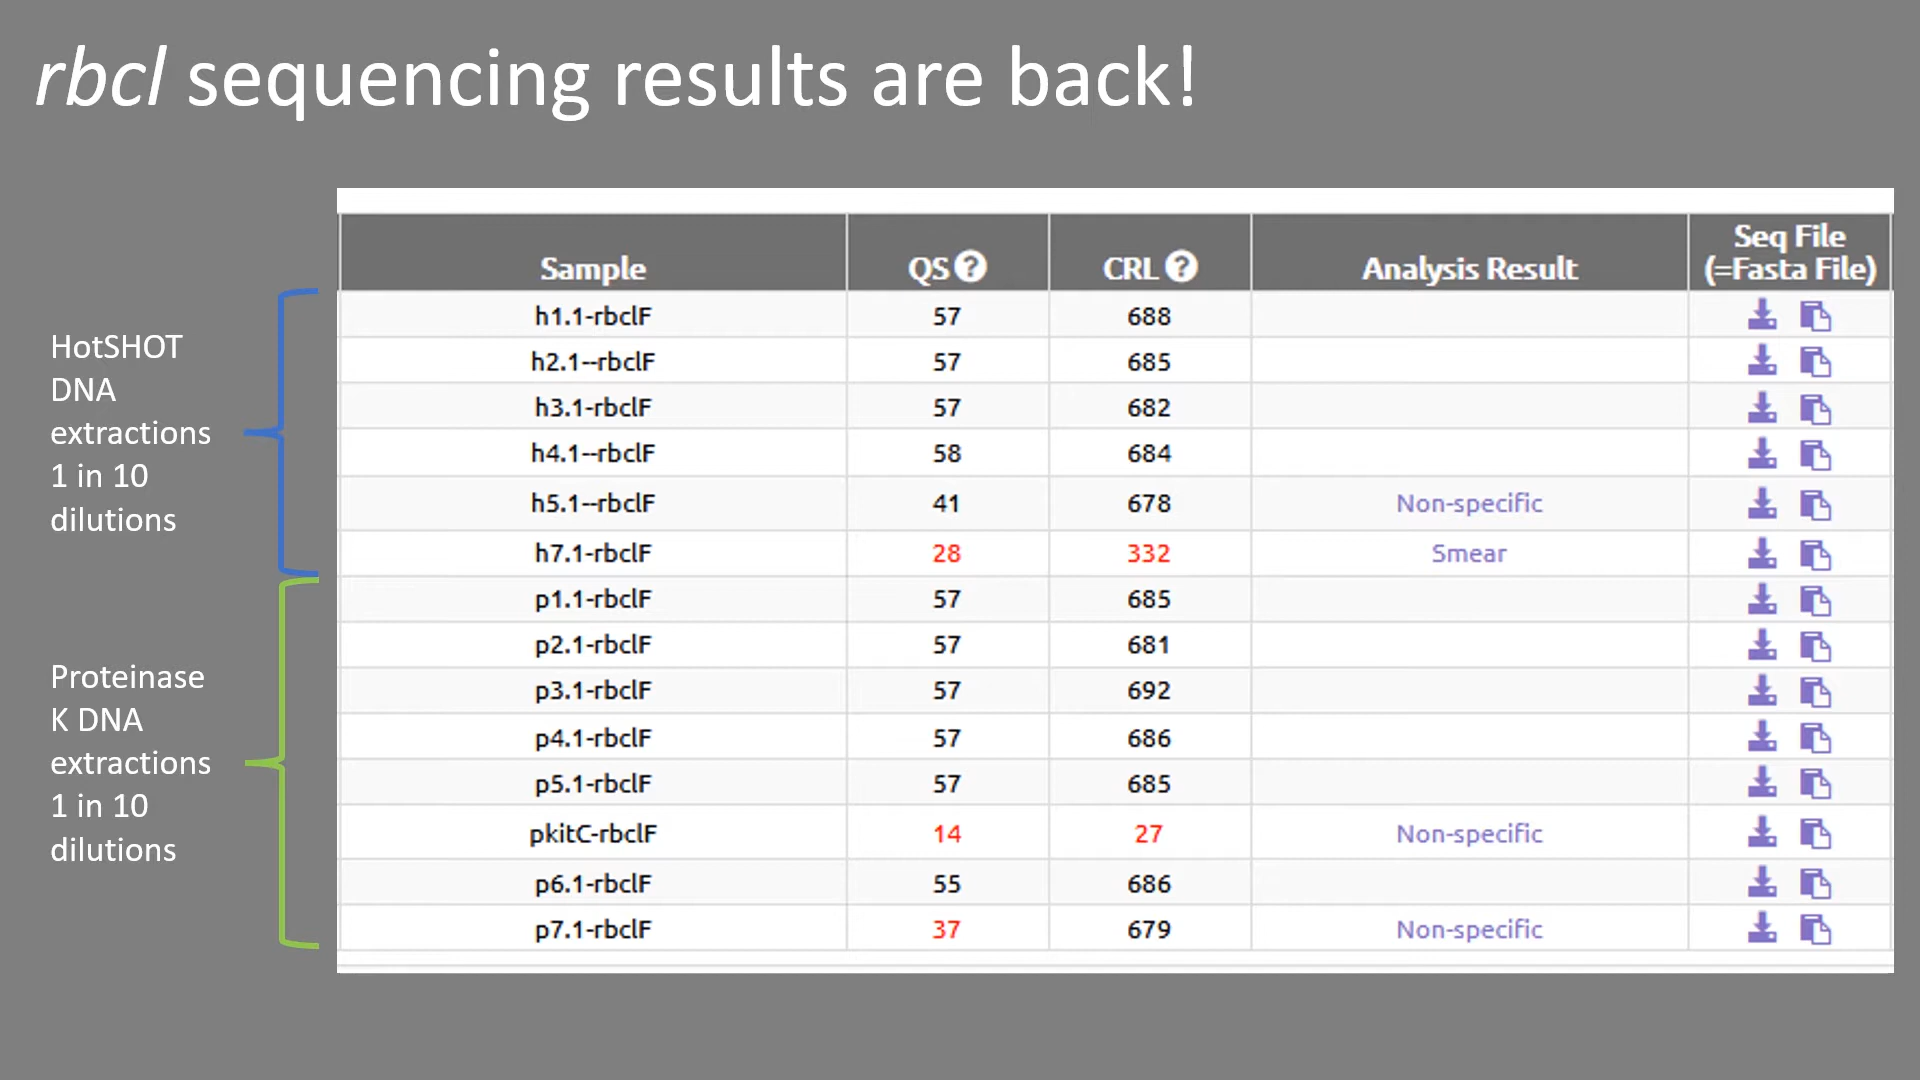 rbcl sequencing results are back!
HotSHOT
DNA
extractions
1 in 10
dilutions
Proteinase
K DNA
extractions
1 in 10
dilutions
Sample QS ? CRL ? Analysis Result Seq File (=Fasta File)
h1.1-rbclF 57 688
h2.1--rbclF 57 685
h3.1-rbclF 57 682
h4.1--rbclF 58 684
h5.1--rbclF 41 678 Non-specific
h7.1-rbclF 28 332 Smear
p1.1-rbclF 57 685
p2.1-rbclF 57 681
p3.1-rbclF 57 692
p4.1-rbclF 57 686
p5.1-rbclF 57 685
pkitC-rbclF 14 27 Non-specific
p6.1-rbclF 55 686
p7.1-rbclF 37 679 Non-specific